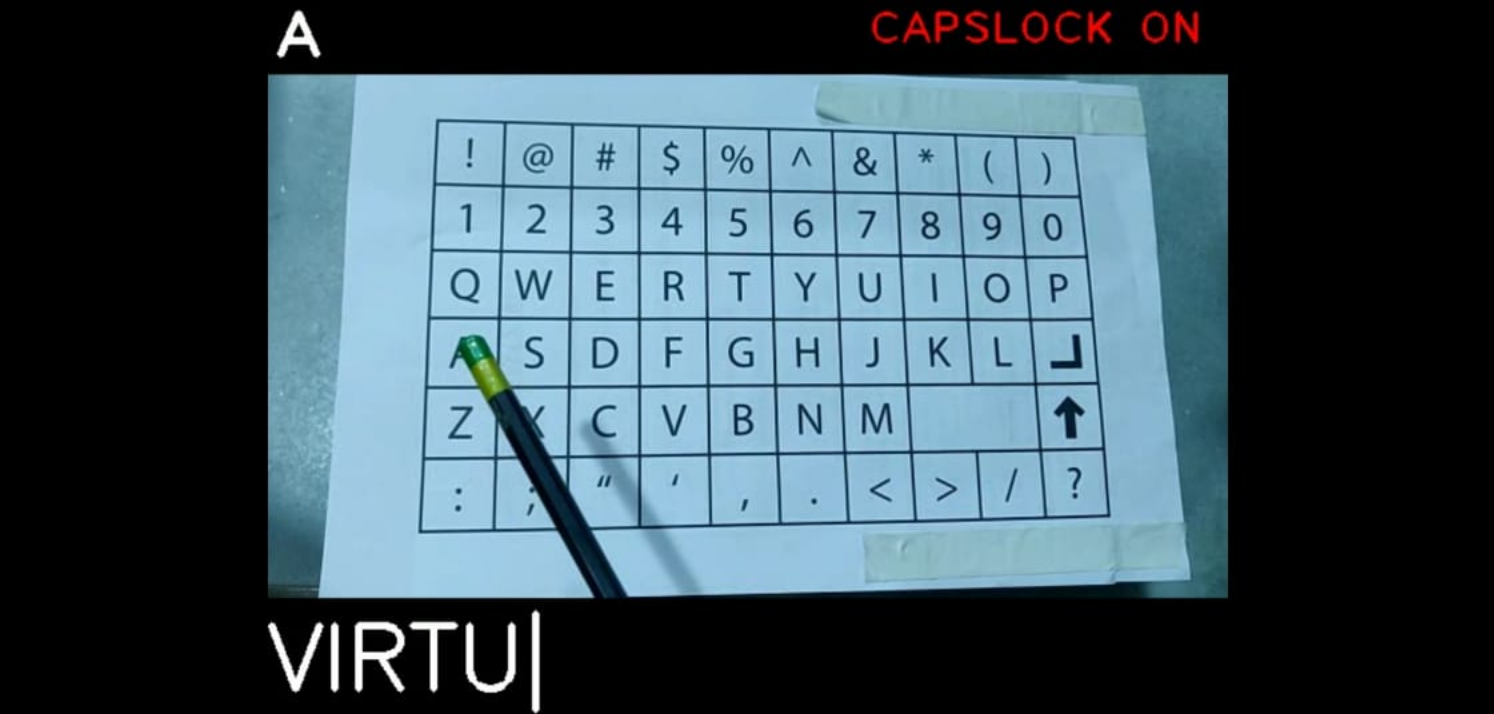 A CAPSLOCK ON
! @ # $ % ^ & * ( )
1 2 3 4 5 6 7 8 9 0
Q W E R T Y U I O P
A S D F G H J K L
Z X C V B N M
: ; “ ‘ , . < > / ?
VIRTU|